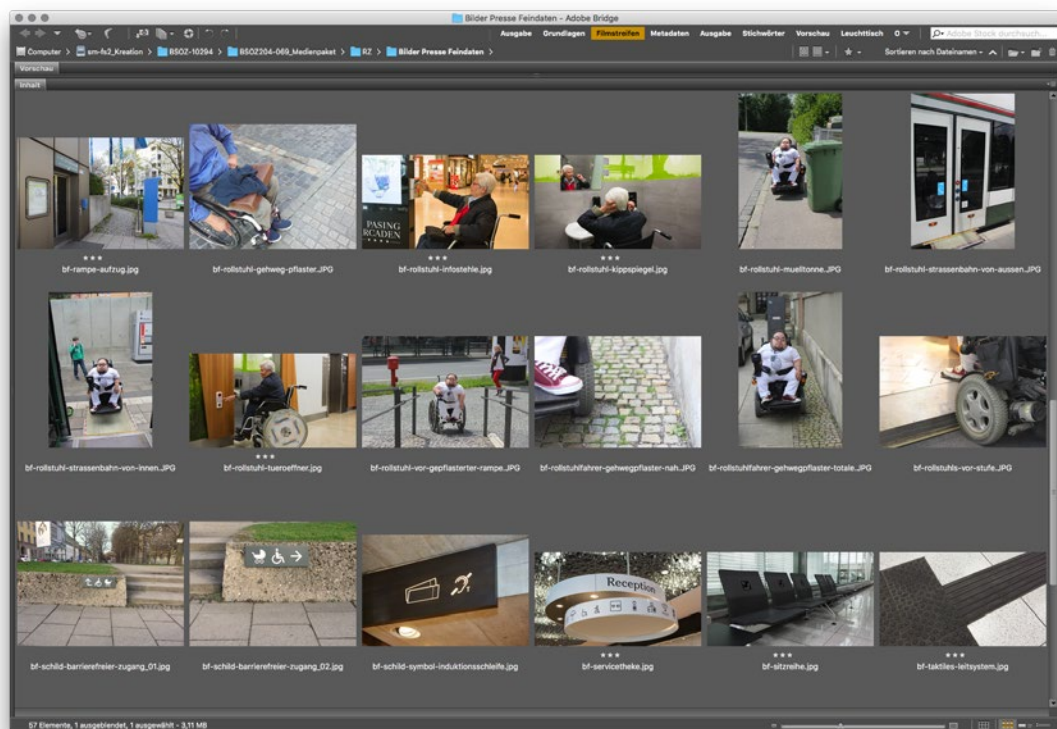 Bilder Presse Feindaten - Adobe Bridge
Ausgabe Grundlagen Filmstreifen Metadaten Ausgabe Stichwörter Vorschau Leuchttisch O Adobe Stock durchsuch...
Computer > sm-fs2_Kreation > BSOZ-10294 > BSOZ204-069_Medienpaket > RZ > Bilder Presse Feindaten > Sortieren nach Dateinamen
Vorschau
Inhalt
PASING
ARCADEN
bf-rampe-aufzug.jpg bf-rollstuhl-gehweg-pflaster.JPG bf-rollstuhl-infostehle.jpg bf-rollstuhl-kippspiegel.jpg bf-rollstuhl-muelltonne.JPG bf-rollstuhl-strassenbahn-von-aussen.JPG
bf-rollstuhl-strassenbahn-von-innen.JPG bf-rollstuhl-tueroeffner.jpg bf-rollstuhl-vor-gepflasterter-rampe.JPG bf-rollstuhlfahrer-gehwegpflaster-nah.JPG bf-rollstuhlfahrer-gehwegpflaster-totale.JPG bf-rollstuhls-vor-stufe.JPG
Reception
bf-schild-barrierefreier-zugang_01.jpg bf-schild-barrierefreier-zugang_02.jpg bf-schild-symbol-induktionsschleife.jpg bf-servicetheke.jpg bf-sitzreihe.jpg bf-taktiles-leitsystem.jpg
57 Elemente, 1 ausgeblendet, 1 ausgewählt - 3,11 MB